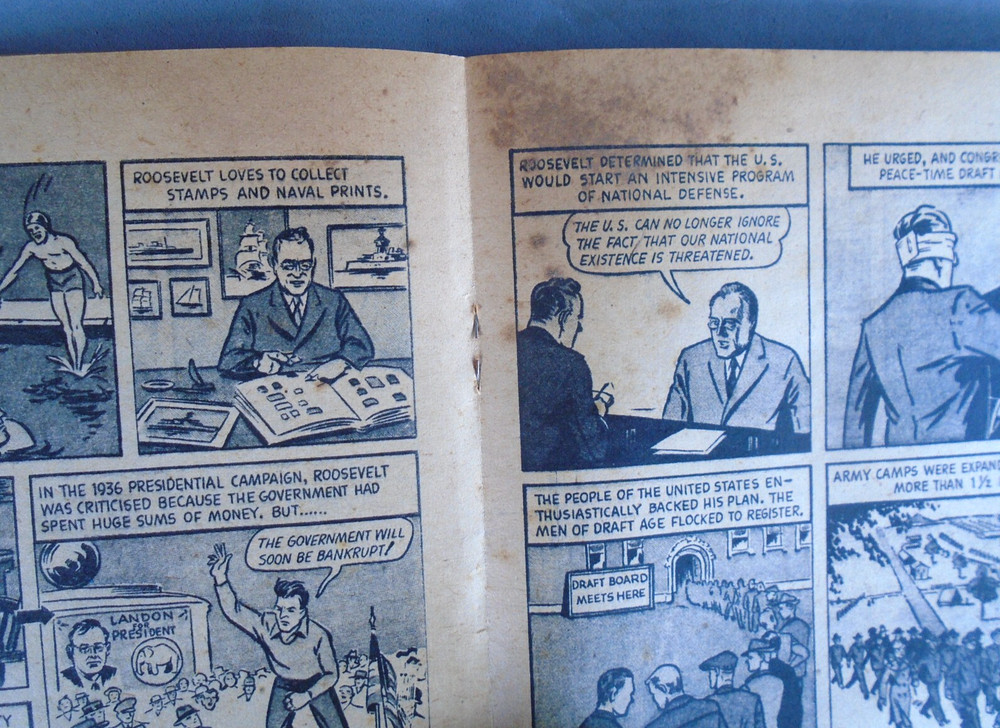 ROOSEVELT LOVES TO COLLECT
STAMPS AND NAVAL PRINTS.
IN THE 1936 PRESIDENTIAL CAMPAIGN, ROOSEVELT
WAS CRITICISED BECAUSE THE GOVERNMENT HAD
SPENT HUGE SUMS OF MONEY. BUT......
THE GOVERNMENT WILL
SOON BE BANKRUPT!
LANDON
FOR
PRESIDENT
ROOSEVELT DETERMINED THAT THE U.S.
WOULD START AN INTENSIVE PROGRAM
OF NATIONAL DEFENSE.
THE U.S. CAN NO LONGER IGNORE
THE FACT THAT OUR NATIONAL
EXISTENCE IS THREATENED.
HE URGED, AND CONGR
PEACE-TIME DRAFT
THE PEOPLE OF THE UNITED STATES EN-
THUSIASTICALLY BACKED HIS PLAN. THE
MEN OF DRAFT AGE FLOCKED TO REGISTER.
DRAFT BOARD
MEETS HERE
ARMY CAMPS WERE EXPAN
MORE THAN 1½